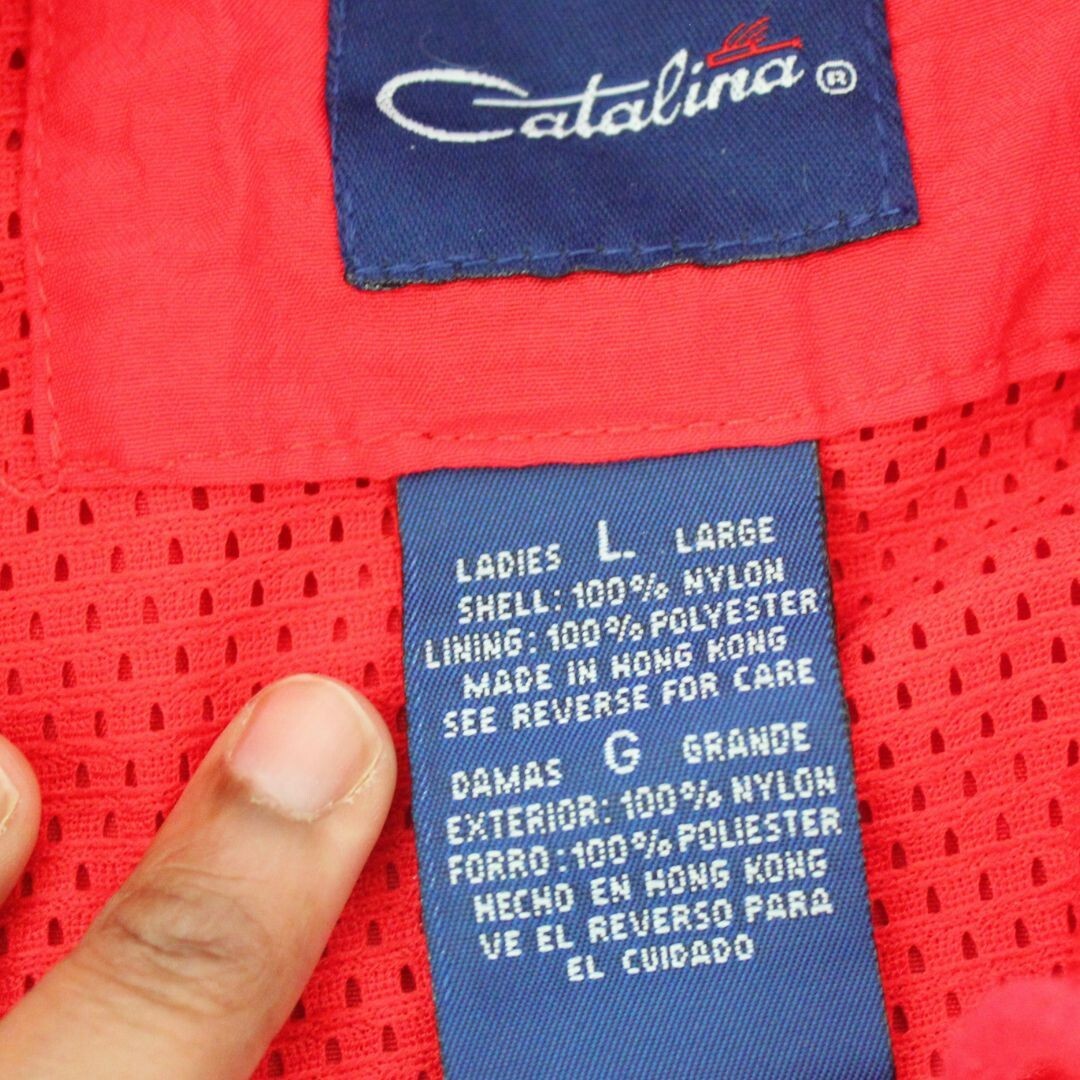 Catalina ®
LADIES L. LARGE
SHELL: 100% NYLON
LINING: 100% POLYESTER
MADE IN HONG KONG
SEE REVERSE FOR CARE
DAMAS G GRANDE
EXTERIOR: 100% NYLON
FORRO: 100% POLIESTER
HECHO EN HONG KONG
VE EL REVERSO PARA
EL CUIDADO